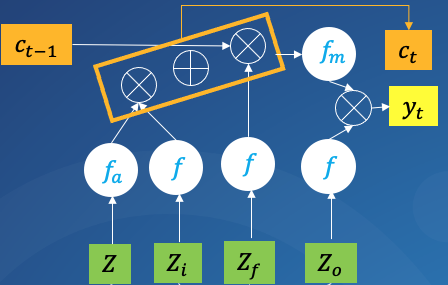 c_{t-1}
f_m
c_t
y_t
f_a f f f
Z Z_i Z_f Z_o